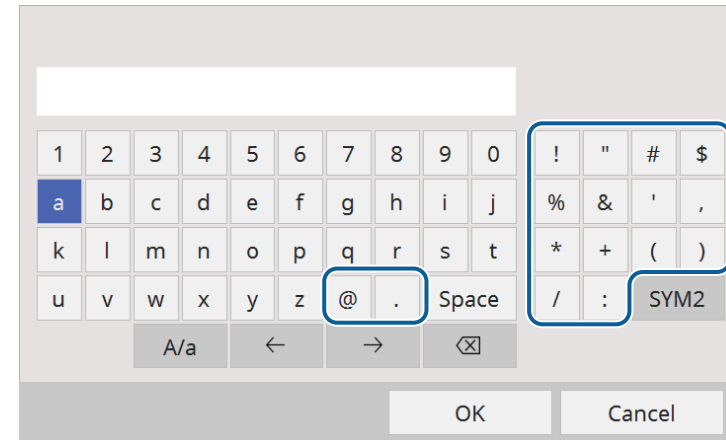 1 2 3 4 5 6 7 8 9 0 ! " # $
a b c d e f g h i j % & ' ,
k l m n o p q r s t * + ( )
u v w x y z @ . Space / : SYM2
A/a ← → ⌫
OK Cancel